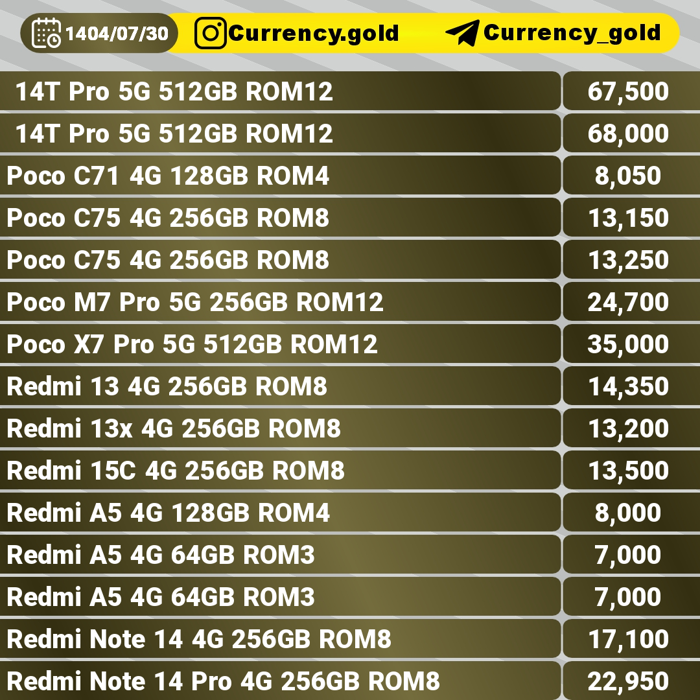 1404/07/30 Currency.gold Currency_gold
14T Pro 5G 512GB ROM12 67,500
14T Pro 5G 512GB ROM12 68,000
Poco C71 4G 128GB ROM4 8,050
Poco C75 4G 256GB ROM8 13,150
Poco C75 4G 256GB ROM8 13,250
Poco M7 Pro 5G 256GB ROM12 24,700
Poco X7 Pro 5G 512GB ROM12 35,000
Redmi 13 4G 256GB ROM8 14,350
Redmi 13x 4G 256GB ROM8 13,200
Redmi 15C 4G 256GB ROM8 13,500
Redmi A5 4G 128GB ROM4 8,000
Redmi A5 4G 64GB ROM3 7,000
Redmi A5 4G 64GB ROM3 7,000
Redmi Note 14 4G 256GB ROM8 17,100
Redmi Note 14 Pro 4G 256GB ROM8 22,950